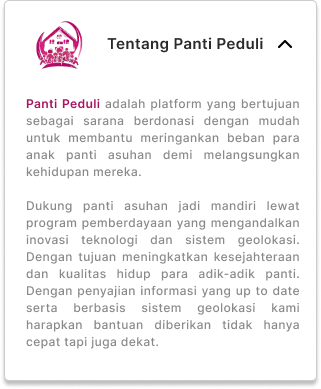 Tentang Panti Peduli
Panti Peduli adalah platform yang bertujuan
sebagai sarana berdonasi dengan mudah
untuk membantu meringankan beban para
anak panti asuhan demi melangsungkan
kehidupan mereka.
Dukung panti asuhan jadi mandiri lewat
program pemberdayaan yang mengandalkan
inovasi teknologi dan sistem geolokasi.
Dengan tujuan meningkatkan kesejahteraan
dan kualitas hidup para adik-adik panti.
Dengan penyajian informasi yang up to date
serta berbasis sistem geolokasi kami
harapkan bantuan diberikan tidak hanya
cepat tapi juga dekat.